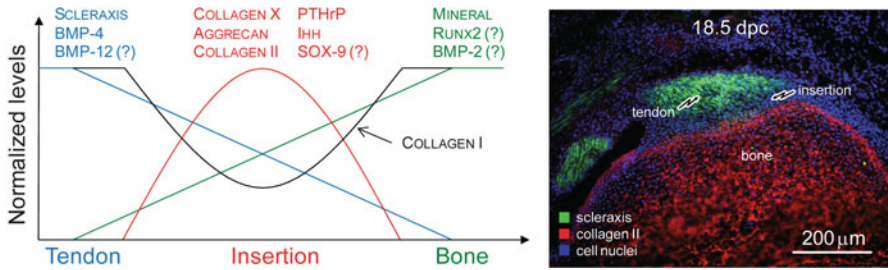 SCLERAXIS
BMP-4
BMP-12 (?)
COLLAGEN X
AGGRECAN
COLLAGEN II
PTHRP
IHH
SOX-9 (?)
MINERAL
RUNX2 (?)
BMP-2 (?)
Normalized levels
COLLAGEN I
Tendon
Insertion
Bone
18.5 dpc
insertion
tendon
bone
scleraxis
collagen II
cell nuclei
200 µm